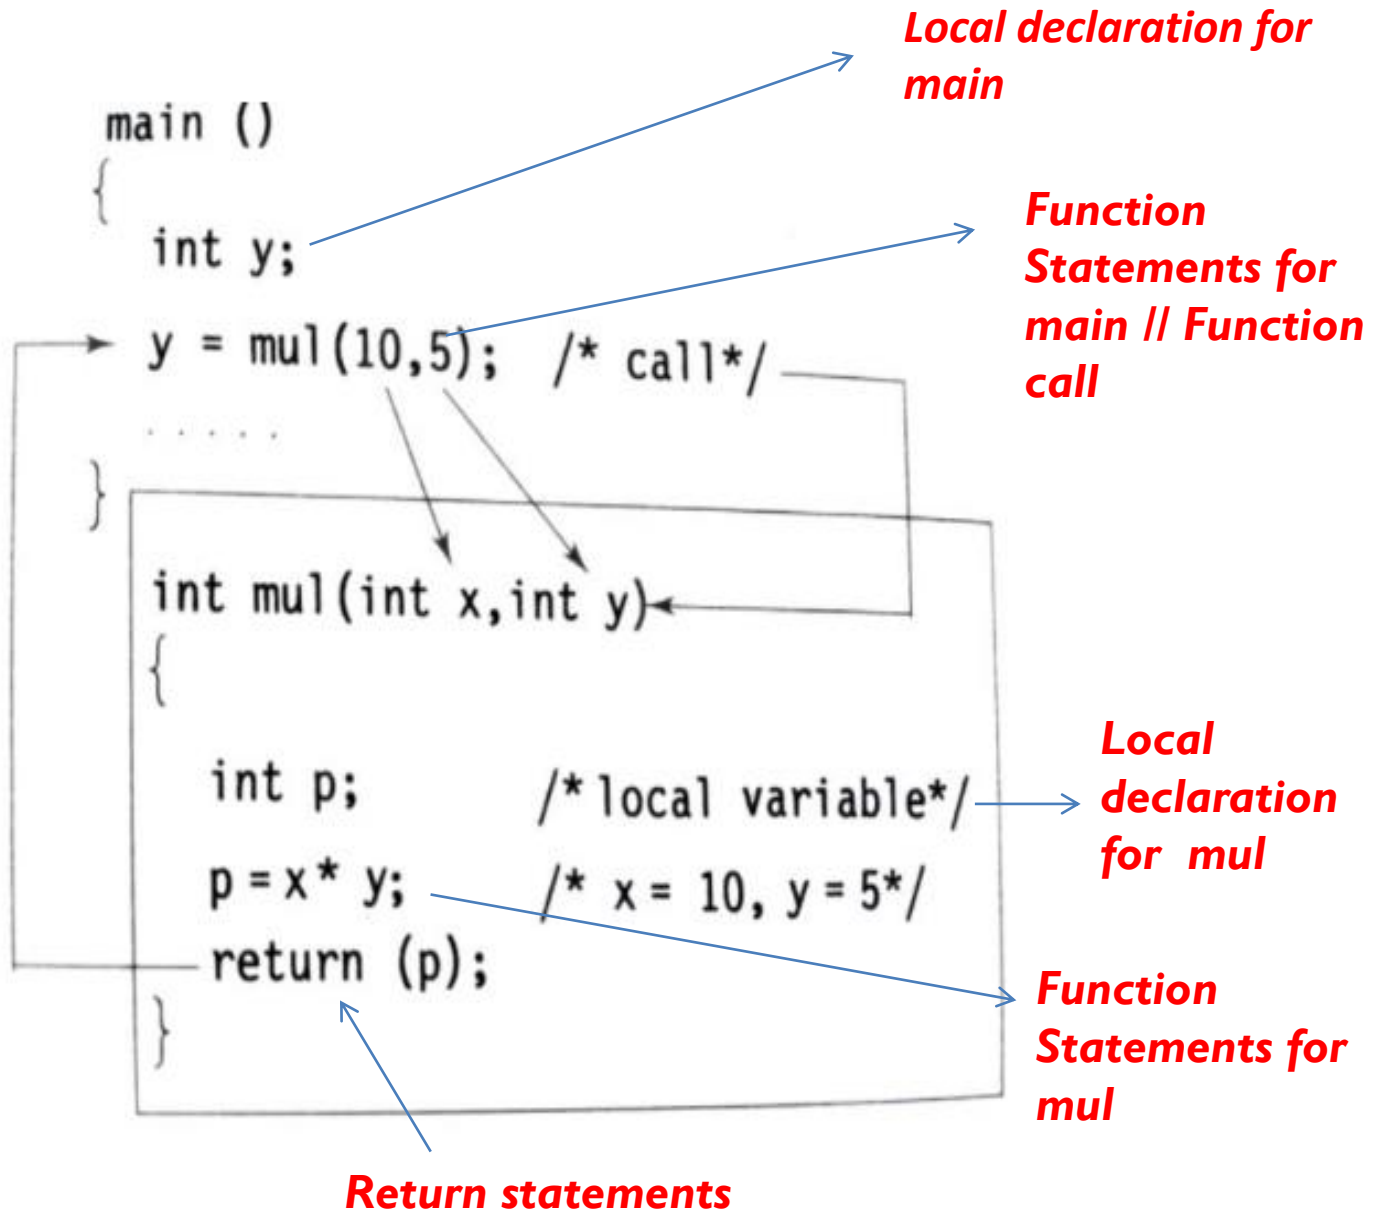 Local declaration for
main
main ()
{
int y;
Function
Statements for
main // Function
call
y = mul(10,5); /* call*/
. . . . .
}
int mul(int x,int y)
{
int p; /* local variable*/
Local
declaration
for mul
p = x * y; /* x = 10, y = 5*/
return (p);
}
Function
Statements for
mul
Return statements